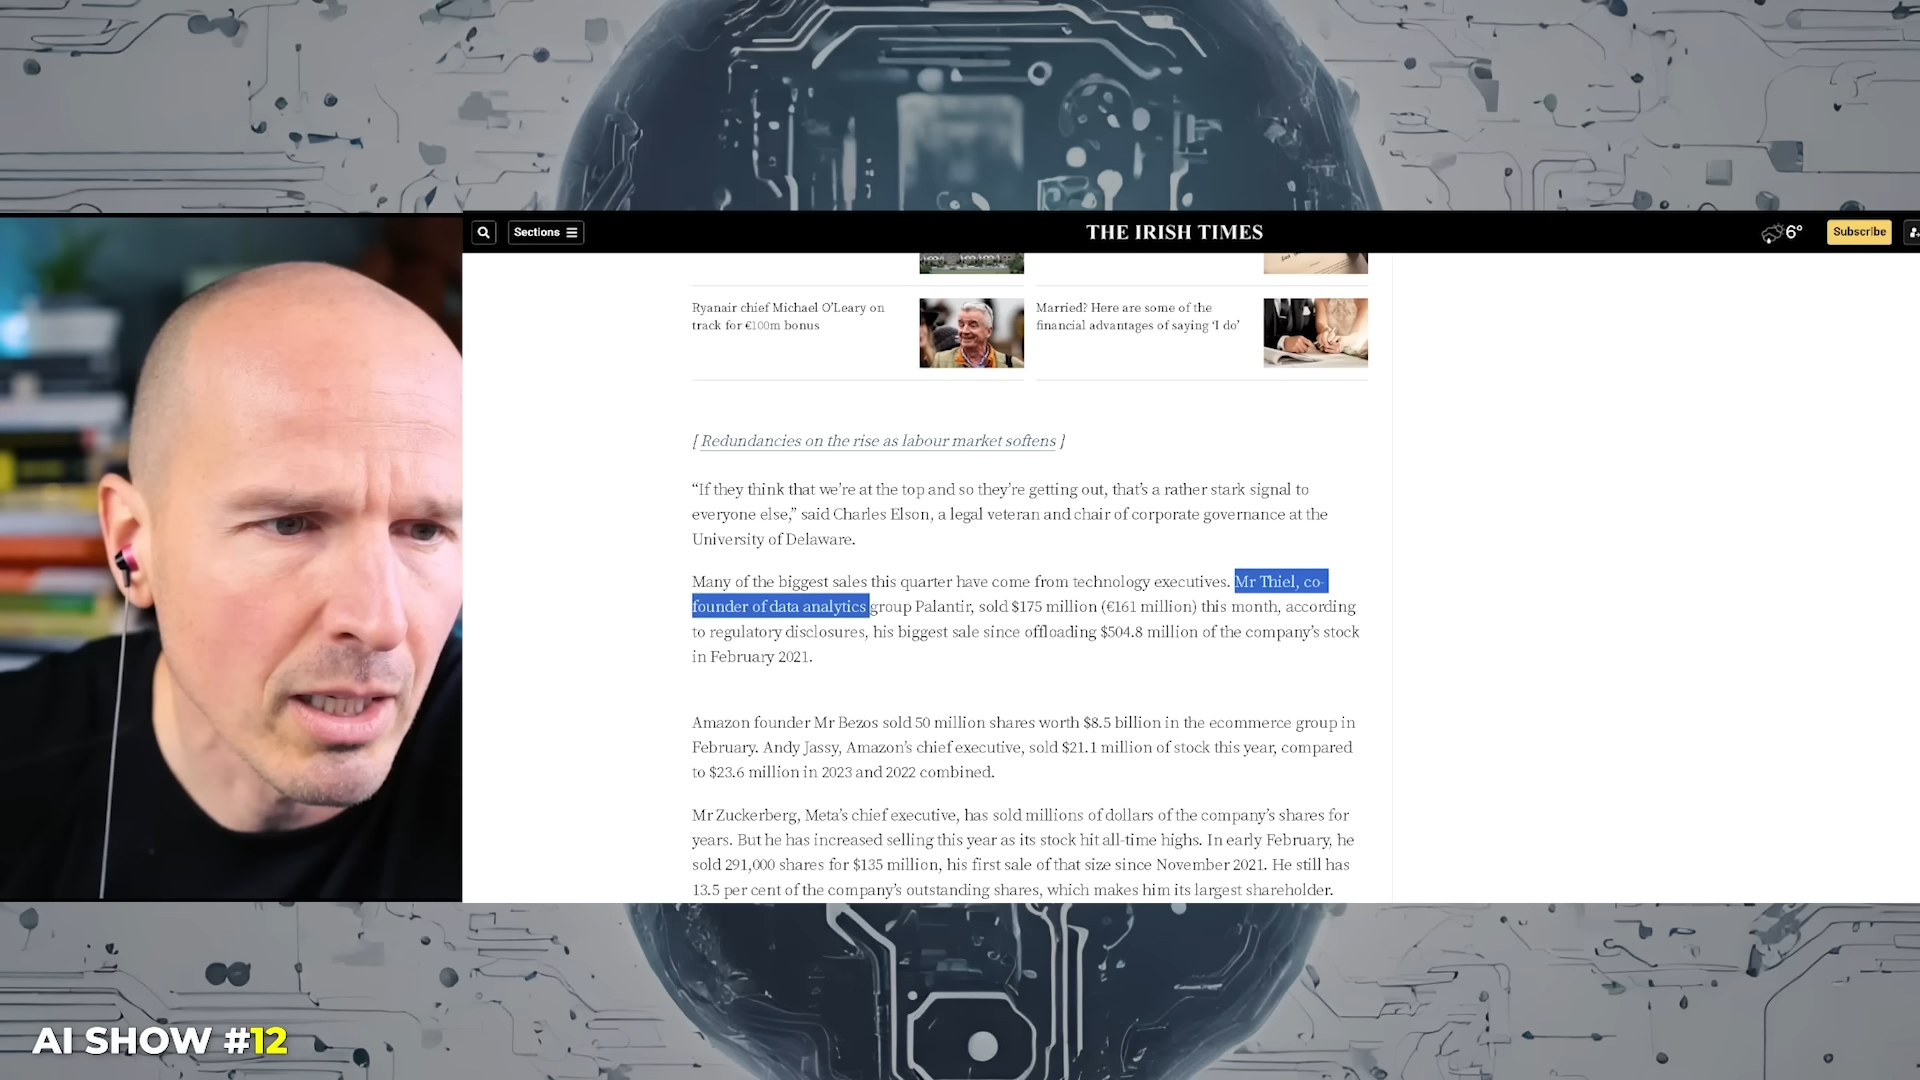 Sections
THE IRISH TIMES
6°
Subscribe
Ryanair chief Michael O’Leary on
track for €100m bonus
Married? Here are some of the
financial advantages of saying ‘I do’
[ Redundancies on the rise as labour market softens ]
“If they think that we’re at the top and so they’re getting out, that’s a rather stark signal to
everyone else,” said Charles Elson, a legal veteran and chair of corporate governance at the
University of Delaware.
Many of the biggest sales this quarter have come from technology executives. Mr Thiel, co-
founder of data analytics group Palantir, sold $175 million (€161 million) this month, according
to regulatory disclosures, his biggest sale since offloading $504.8 million of the company’s stock
in February 2021.
Amazon founder Mr Bezos sold 50 million shares worth $8.5 billion in the ecommerce group in
February. Andy Jassy, Amazon’s chief executive, sold $21.1 million of stock this year, compared
to $23.6 million in 2023 and 2022 combined.
Mr Zuckerberg, Meta’s chief executive, has sold millions of dollars of the company’s shares for
years. But he has increased selling this year as its stock hit all-time highs. In early February, he
sold 291,000 shares for $135 million, his first sale of that size since November 2021. He still has
13.5 per cent of the company’s outstanding shares, which makes him its largest shareholder.
AI SHOW #12